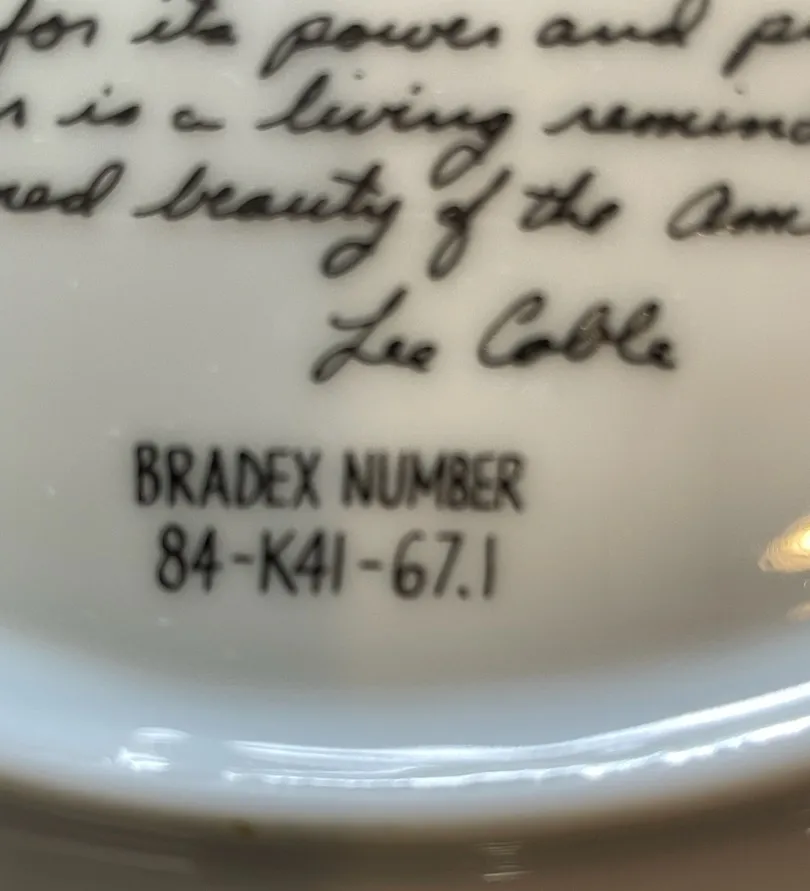 for its power and
is a living
beauty of the
Lee Cable
BRADEX NUMBER
84-K41-67.1